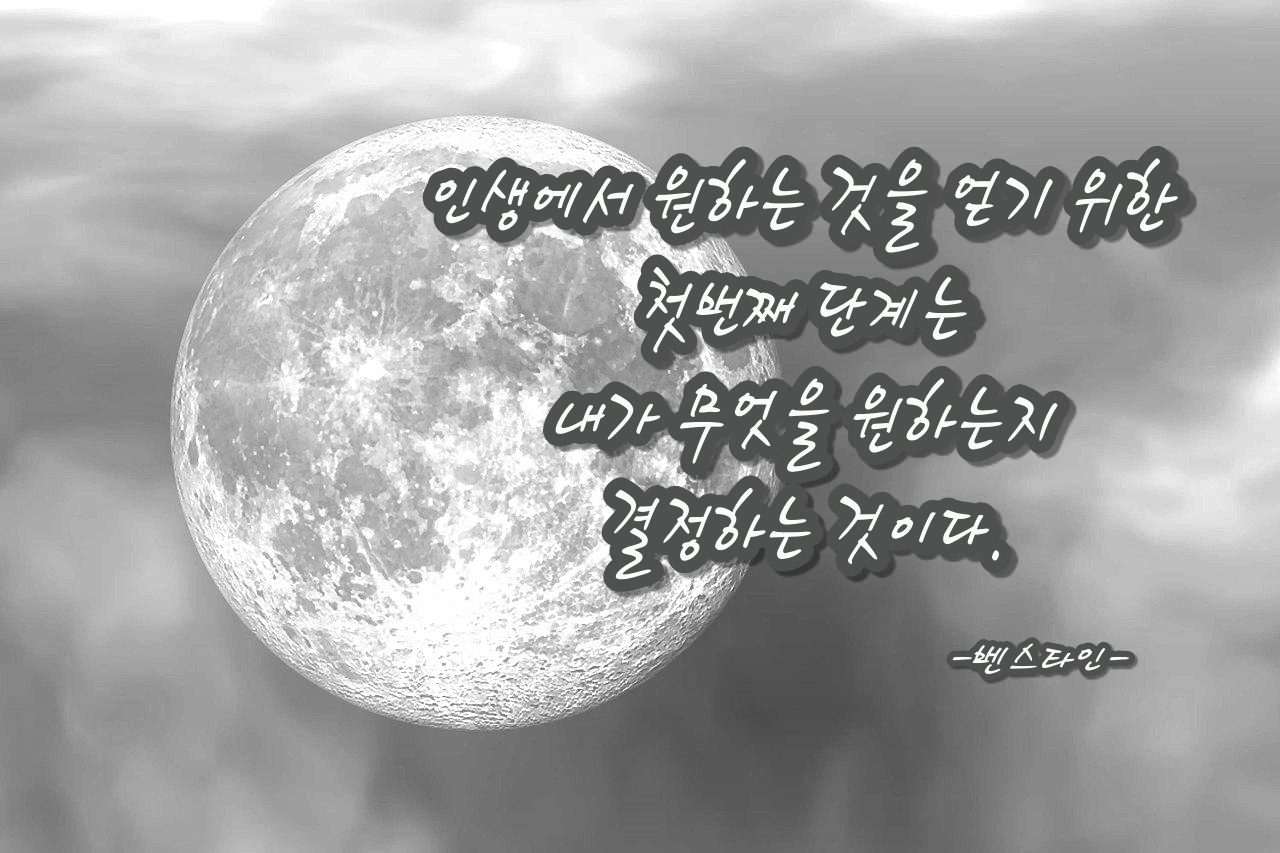 인생에서 원하는 것을 얻기 위한
첫번째 단계는
내가 무엇을 원하는지
결정하는 것이다.
-벤 스타인-